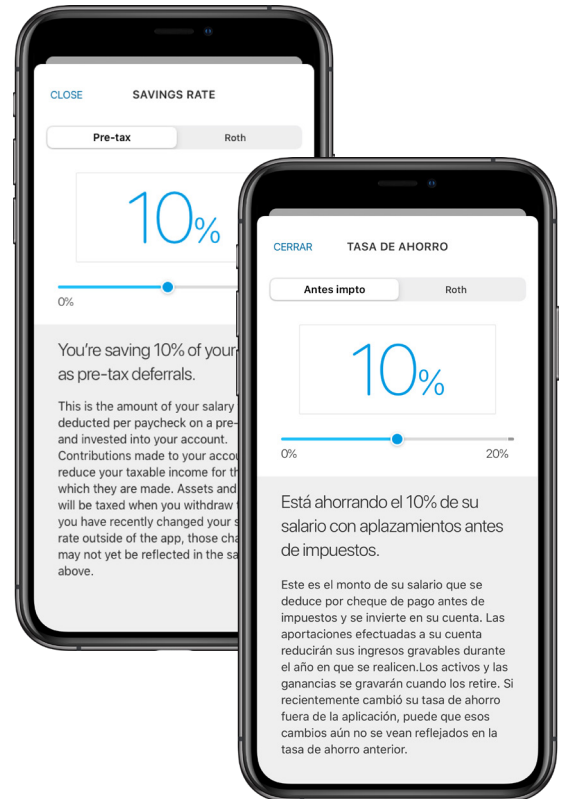 CLOSE SAVINGS RATE
Pre-tax Roth
10%
0%
You're saving 10% of your
as pre-tax deferrals.
This is the amount of your salary
deducted per paycheck on a pre-
and invested into your account.
Contributions made to your accou
reduce your taxable income for th
which they are made. Assets and
will be taxed when you withdraw
you have recently changed your s
rate outside of the app, those cha
may not yet be reflected in the sa
above.
CERRAR TASA DE AHORRO
Antes impto Roth
10%
0% 20%
Está ahorrando el 10% de su
salario con aplazamientos antes
de impuestos.
Este es el monto de su salario que se
deduce por cheque de pago antes de
impuestos y se invierte en su cuenta. Las
aportaciones efectuadas a su cuenta
reducirán sus ingresos gravables durante
el año en que se realicen.Los activos y las
ganancias se gravarán cuando los retire. Si
recientemente cambió su tasa de ahorro
fuera de la aplicación, puede que esos
cambios aún no se vean reflejados en la
tasa de ahorro anterior.